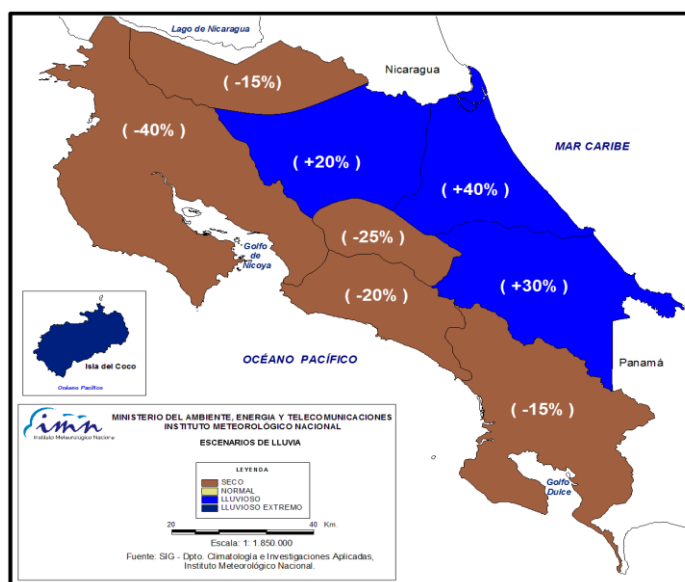 Lago de Nicaragua
Nicaragua
( -15%)
( -40%)
MAR CARIBE
( +20%)
( +40%)
( -25%)
Golfo
de
Nicoya
( -20%)
( +30%)
Isla del Coco
Océano Pacífico
OCÉANO PACÍFICO
Panamá
( -15%)
Golfo
Dulce
imn
Instituto Meteorológico Nacional
MINISTERIO DEL AMBIENTE, ENERGIA Y TELECOMUNICACIONES
INSTITUTO METEOROLÓGICO NACIONAL
ESCENARIOS DE LLUVIA
LEYENDA
SECO
NORMAL
LLUVIOSO
LLUVIOSO EXTREMO
20 0 40 Km.
Escala: 1: 1.850.000
Fuente: SIG - Dpto. Climatología e Investigaciones Aplicadas,
Instituto Meteorológico Nacional.